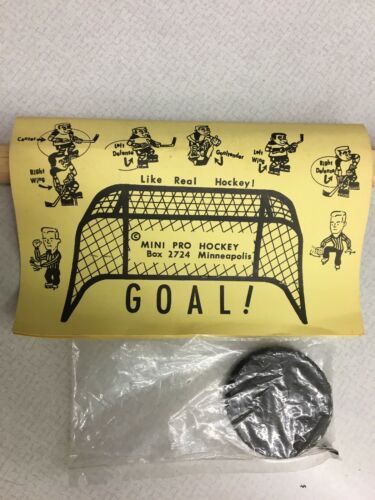 Center
Left
Defense
Goaltender
Left
Wing
Right
Defense
Right
Wing
Like Real Hockey!
©
MINI PRO HOCKEY
Box 2724 Minneapolis
GOAL!